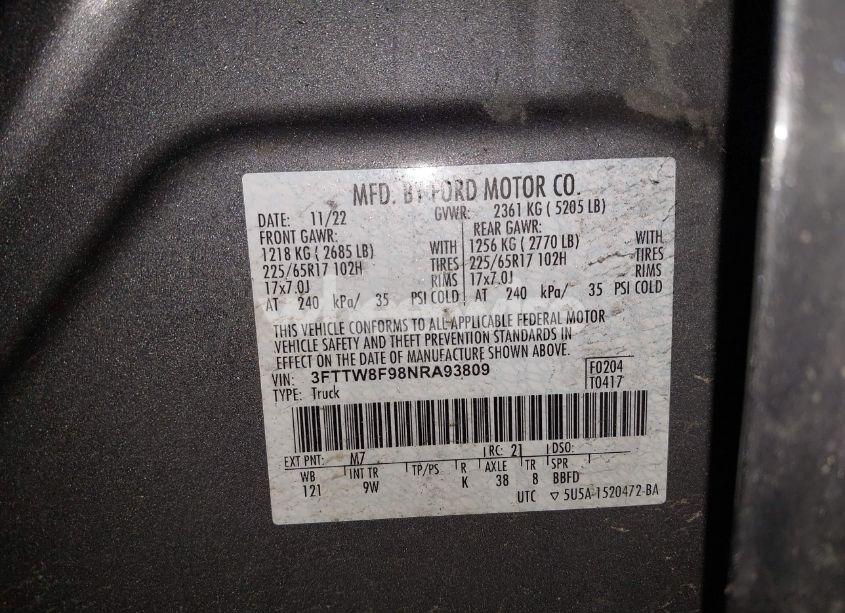 MFD. BY FORD MOTOR CO.
DATE: 11/22 GVWR: 2361 KG ( 5205 LB)
FRONT GAWR: REAR GAWR:
1218 KG ( 2685 LB) WITH 1256 KG ( 2770 LB) WITH
225/65R17 102H TIRES 225/65R17 102H TIRES
17x7.0J RIMS 17x7.0J RIMS
AT 240 kPa/ 35 PSI COLD AT 240 kPa/ 35 PSI COLD
THIS VEHICLE CONFORMS TO ALL APPLICABLE FEDERAL MOTOR
VEHICLE SAFETY AND THEFT PREVENTION STANDARDS IN
EFFECT ON THE DATE OF MANUFACTURE SHOWN ABOVE.
VIN: 3FTTW8F98NRA93809 F0204
TYPE: Truck T0417
EXT PNT: M7 RC: 21 DSO:
WB INT TR TP/PS R AXLE TR SPR
121 9W K 38 8 BBFD
UTC ▽ 5U5A-1520472-BA